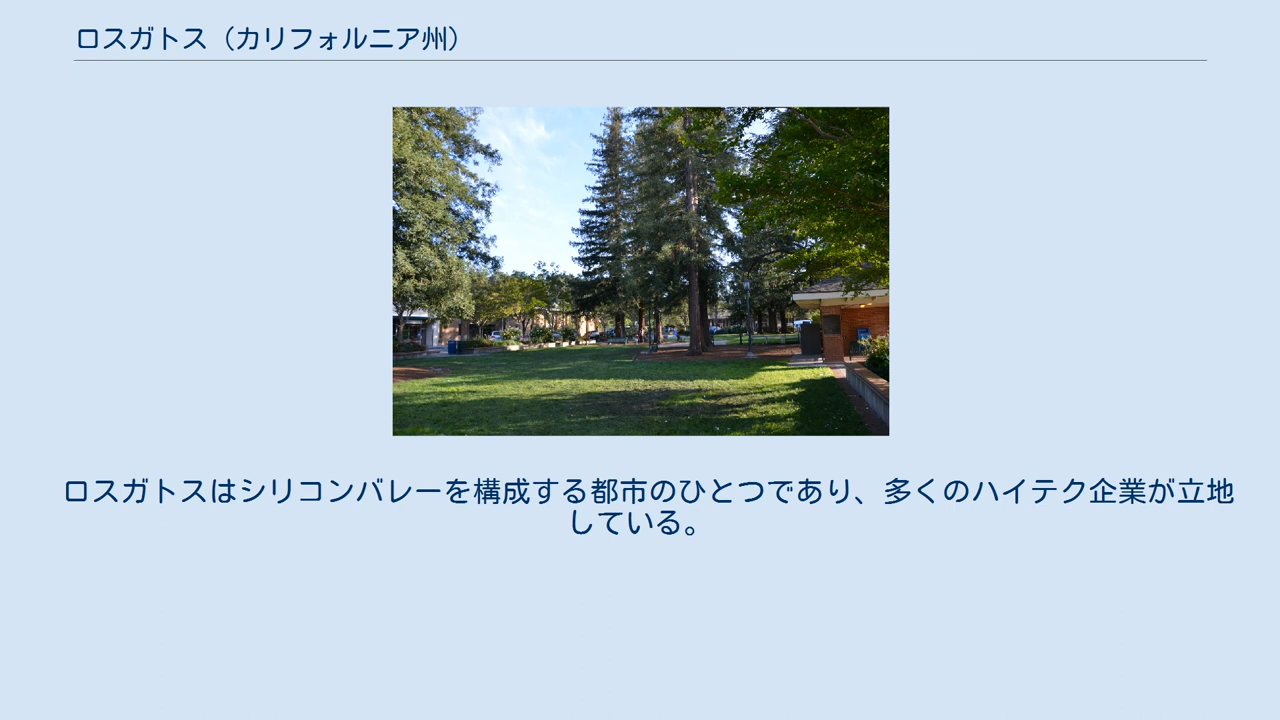 ロスガトス（カリフォルニア州）
ロスガトスはシリコンバレーを構成する都市のひとつであり、多くのハイテク企業が立地
している。